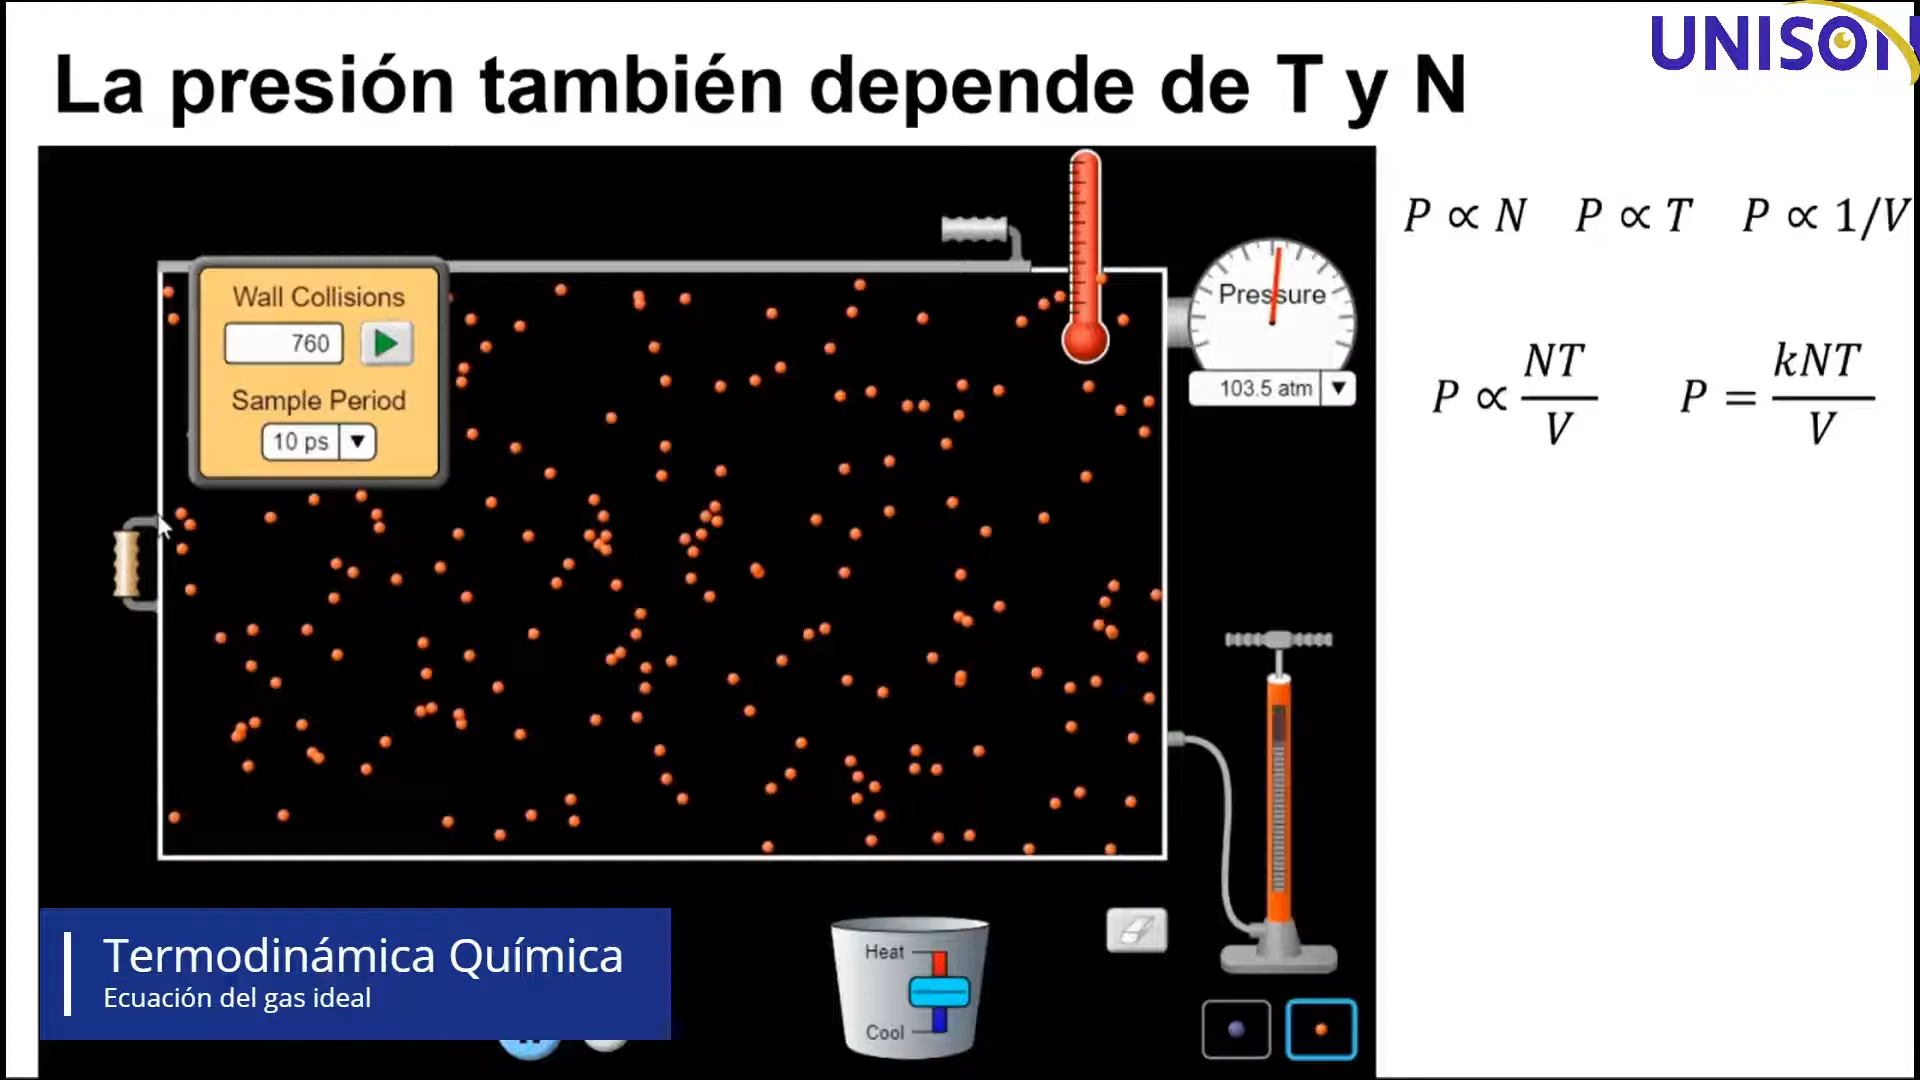 UNISON
La presión también depende de T y N
P ∝ N P ∝ T P ∝ 1/V
Wall Collisions
760
Sample Period
10 ps
Pressure
103.5 atm
P ∝ NT/V P = kNT/V
Heat
Cool
Termodinámica Química
Ecuación del gas ideal